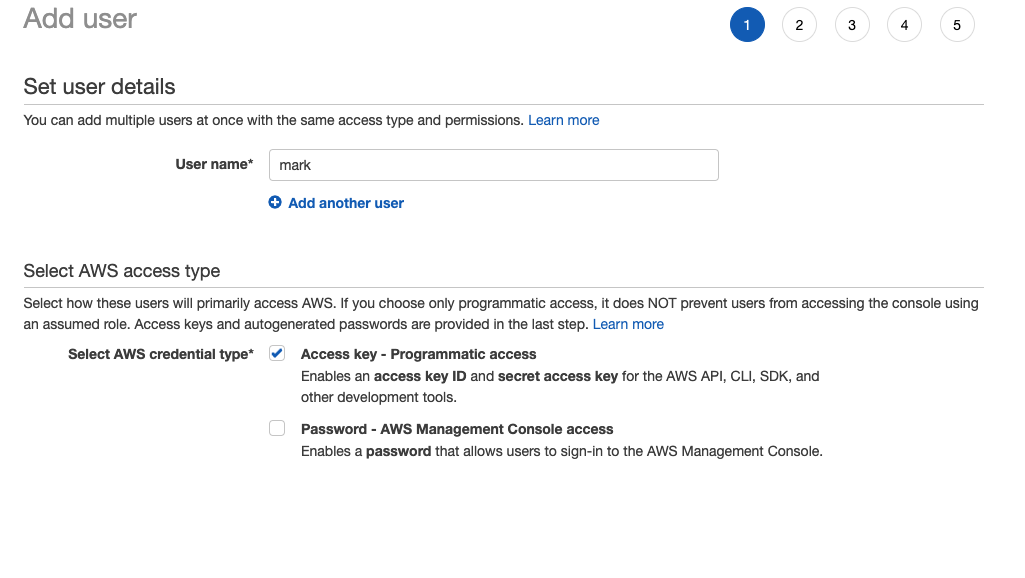 Add user
1 2 3 4 5
Set user details
You can add multiple users at once with the same access type and permissions. Learn more
User name* mark
Add another user
Select AWS access type
Select how these users will primarily access AWS. If you choose only programmatic access, it does NOT prevent users from accessing the console using
an assumed role. Access keys and autogenerated passwords are provided in the last step. Learn more
Select AWS credential type* Access key - Programmatic access
Enables an access key ID and secret access key for the AWS API, CLI, SDK, and
other development tools.
Password - AWS Management Console access
Enables a password that allows users to sign-in to the AWS Management Console.